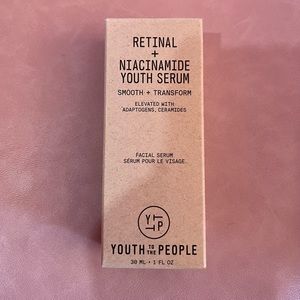 RETINAL
+
NIACINAMIDE
YOUTH SERUM
SMOOTH + TRANSFORM
ELEVATED WITH
ADAPTOGENS, CERAMIDES
FACIAL SERUM
SÉRUM POUR LE VISAGE
Y
P
YOUTH TO THE PEOPLE
30 ML • 1 FL OZ